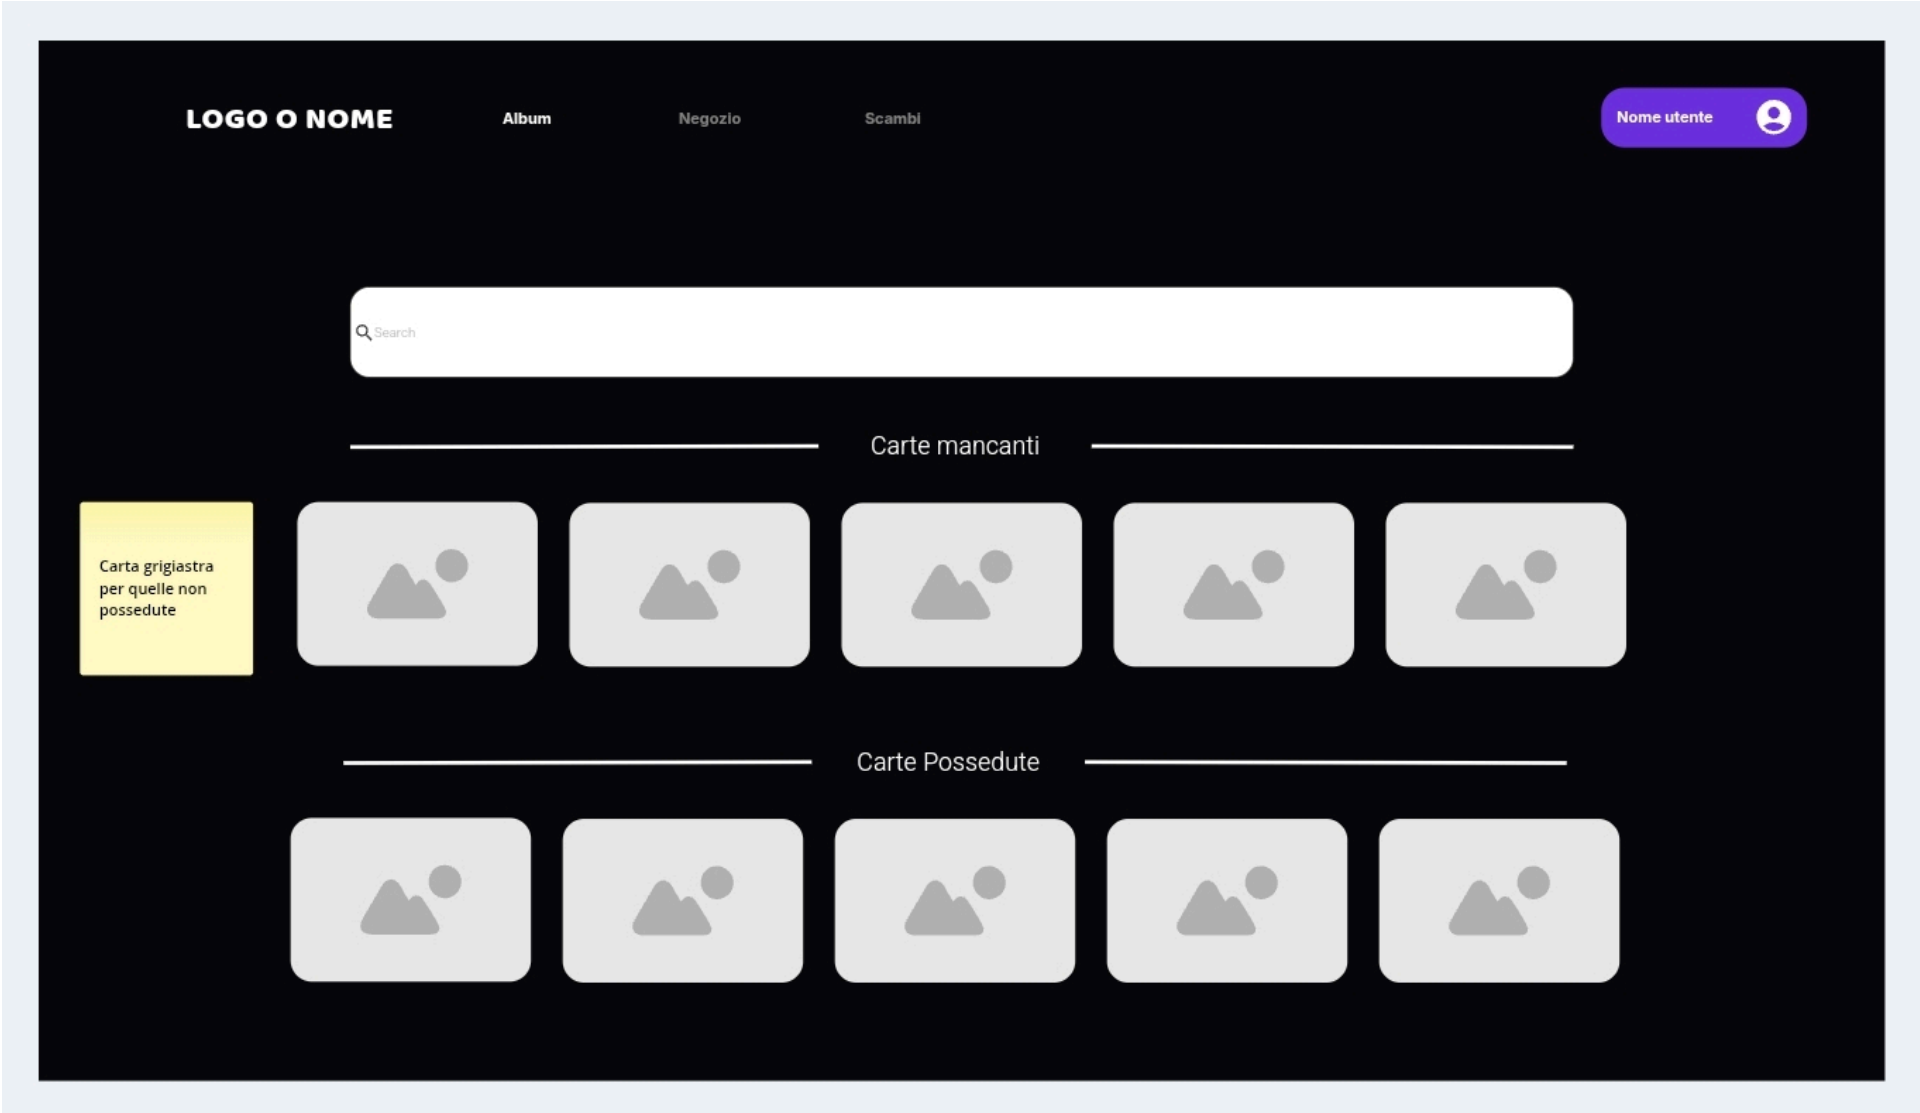 LOGO O NOME
Album
Negozio
Scambi
Nome utente
Search
Carte mancanti
Carta grigiastra
per quelle non
possedute
Carte Possedute